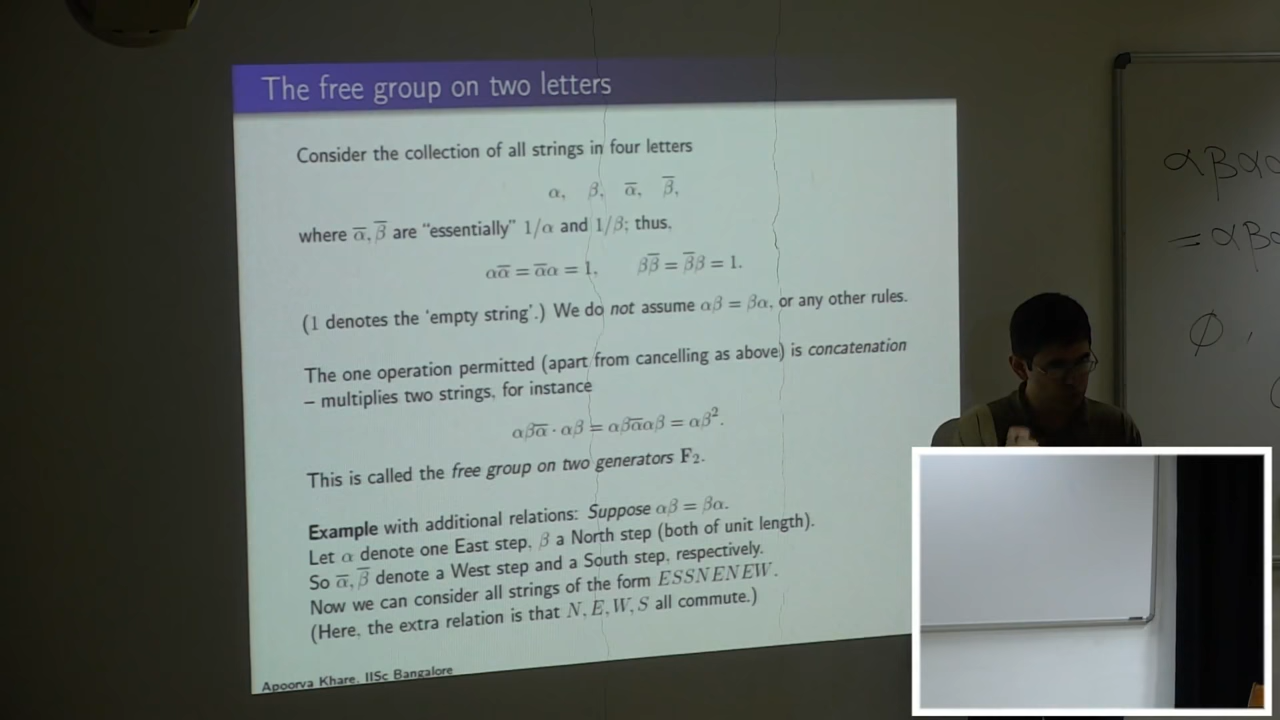 The free group on two letters
Consider the collection of all strings in four letters
α, β, ᾱ, β̄,
where ᾱ, β̄ are “essentially” 1/α and 1/β; thus,
αᾱ = ᾱα = 1, ββ̄ = β̄β = 1.
(1 denotes the ‘empty string’.) We do not assume αβ = βα, or any other rules.
The one operation permitted (apart from cancelling as above) is concatenation
– multiplies two strings, for instance
αβᾱ · αβ = αβᾱαβ = αβ².
This is called the free group on two generators F₂.
Example with additional relations: Suppose αβ = βα.
Let α denote one East step, β a North step (both of unit length).
So ᾱ, β̄ denote a West step and a South step, respectively.
Now we can consider all strings of the form ESSNENEW.
(Here, the extra relation is that N, E, W, S all commute.)
Apoorva Khare, IISc Bangalore
αβα
= αβ
∅,